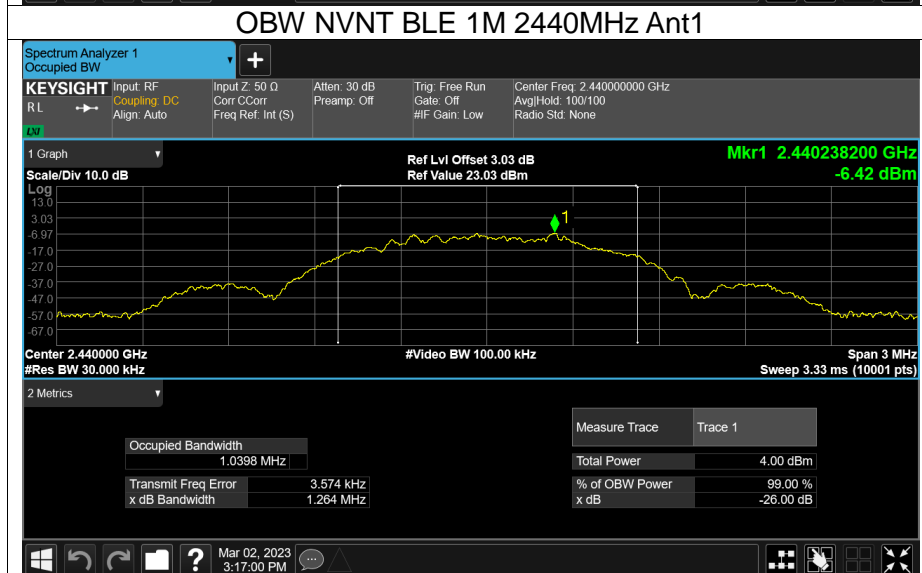 OBW NVNT BLE 1M 2440MHz Ant1
Spectrum Analyzer 1
Occupied BW
KEYSIGHT
R L
LXI
Input: RF
Coupling: DC
Align: Auto
Input Z: 50 Ω
Corr CCorr
Freq Ref: Int (S)
Atten: 30 dB
Preamp: Off
Trig: Free Run
Gate: Off
#IF Gain: Low
Center Freq: 2.440000000 GHz
Avg|Hold: 100/100
Radio Std: None
1 Graph
Scale/Div 10.0 dB
Ref Lvl Offset 3.03 dB
Ref Value 23.03 dBm
Mkr1 2.440238200 GHz
-6.42 dBm
Log
13.0
3.03
-6.97
-17.0
-27.0
-37.0
-47.0
-57.0
-67.0
1
Center 2.440000 GHz
#Res BW 30.000 kHz
#Video BW 100.00 kHz
Span 3 MHz
Sweep 3.33 ms (10001 pts)
2 Metrics
Occupied Bandwidth
1.0398 MHz
Transmit Freq Error 3.574 kHz
x dB Bandwidth 1.264 MHz
Measure Trace Trace 1
Total Power 4.00 dBm
% of OBW Power 99.00 %
x dB -26.00 dB
?
Mar 02, 2023
3:17:00 PM